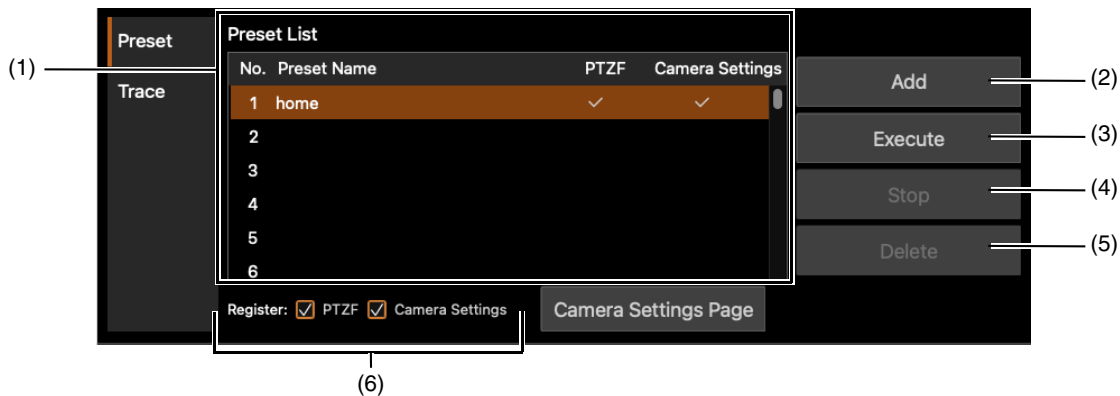 Preset
Trace
Preset List
No. Preset Name PTZF Camera Settings
1 home
2
3
4
5
6
Register: PTZF Camera Settings
Camera Settings Page
Add
Execute
Stop
Delete
(1)
(2)
(3)
(4)
(5)
(6)